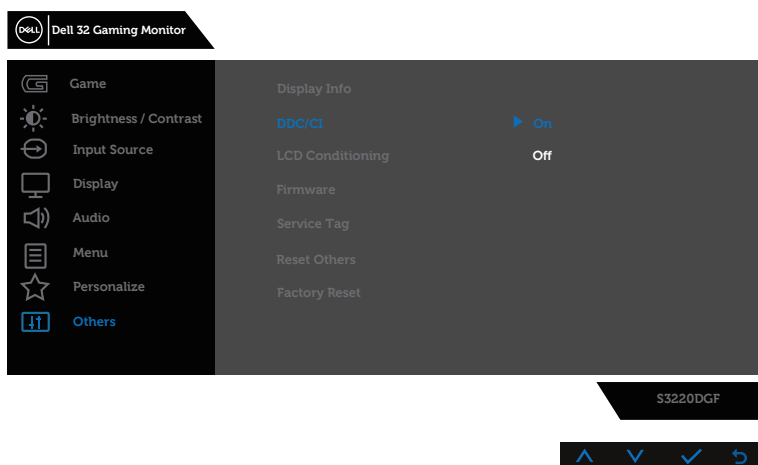 DELL
Dell 32 Gaming Monitor
Game
Brightness / Contrast
Input Source
Display
Audio
Menu
Personalize
Others
Display Info
DDC/CI On
LCD Conditioning Off
Firmware
Service Tag
Reset Others
Factory Reset
S3220DGF